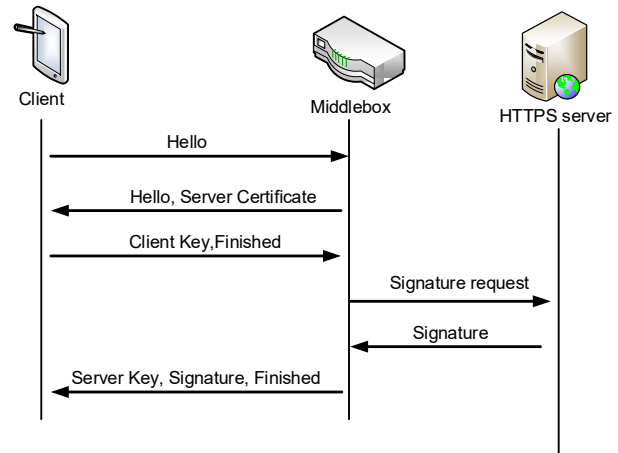 Client
Middlebox
HTTPS server
Hello
Hello, Server Certificate
Client Key,Finished
Signature request
Signature
Server Key, Signature, Finished